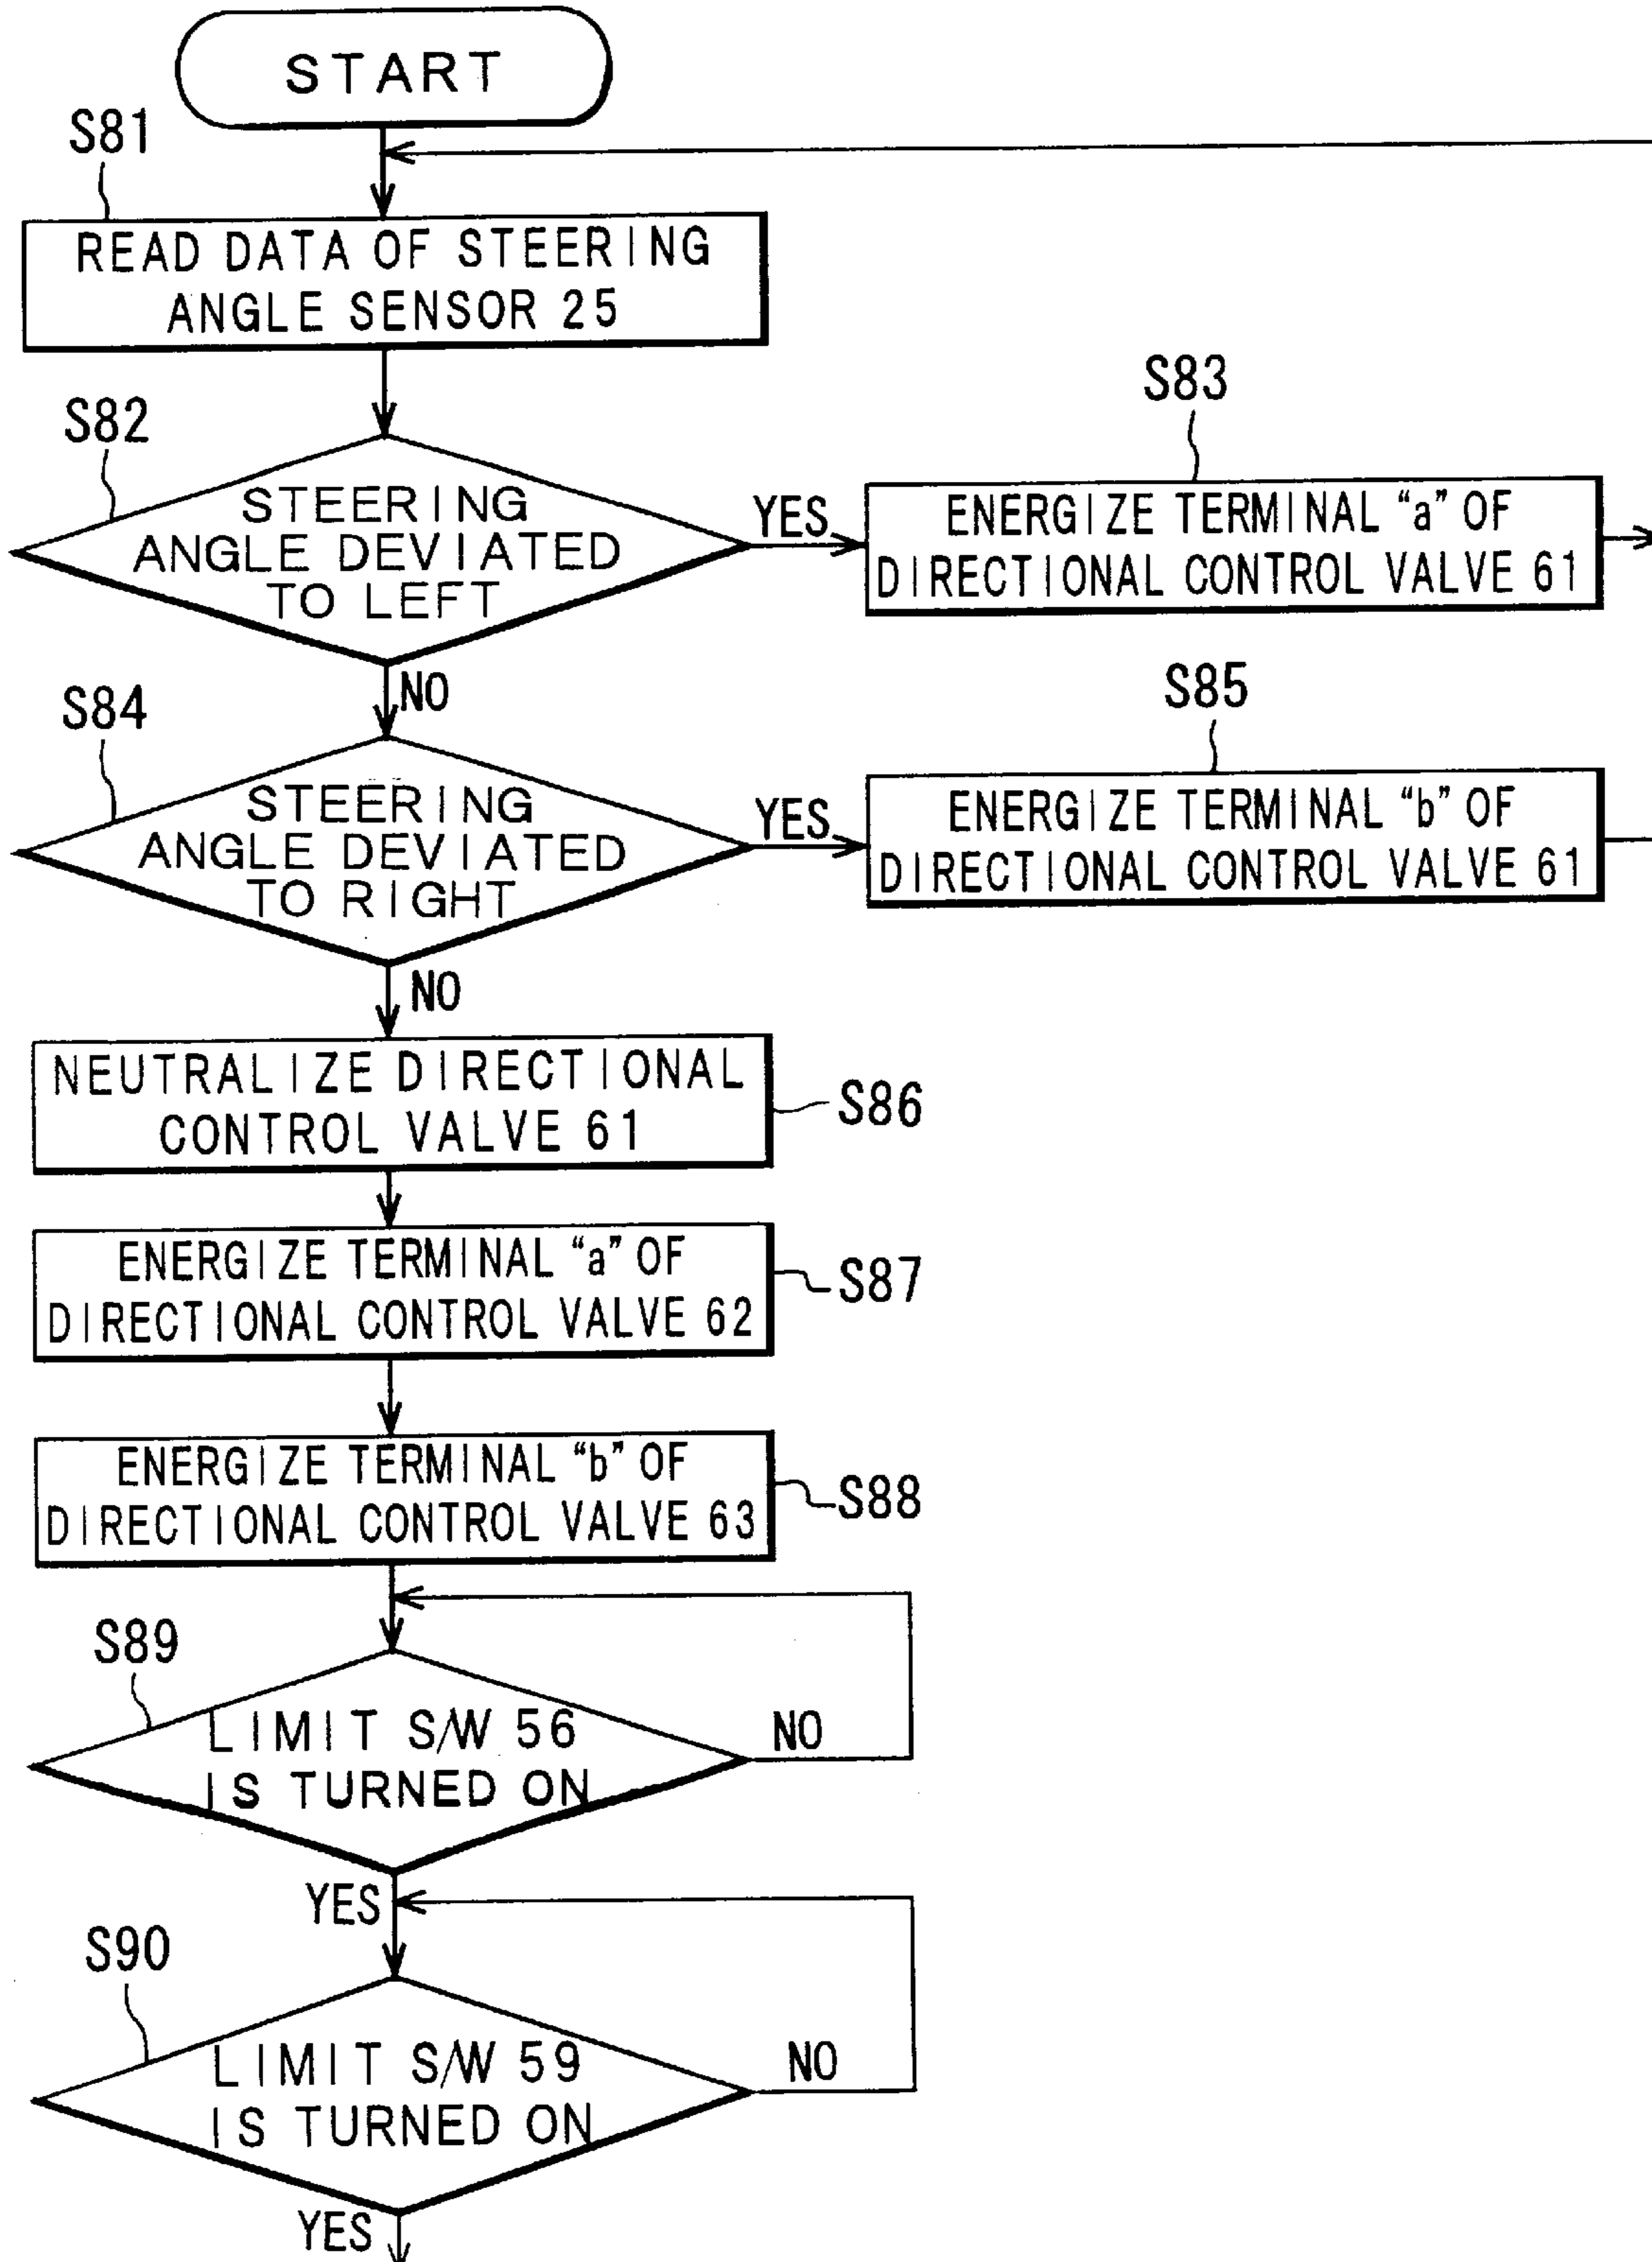 START
S81
READ DATA OF STEERING
ANGLE SENSOR 25
S82
STEERING
ANGLE DEVIATED
TO LEFT
YES
S83
ENERGIZE TERMINAL “a” OF
DIRECTIONAL CONTROL VALVE 61
NO
S84
STEERING
ANGLE DEVIATED
TO RIGHT
YES
S85
ENERGIZE TERMINAL “b” OF
DIRECTIONAL CONTROL VALVE 61
NO
NEUTRALIZE DIRECTIONAL
CONTROL VALVE 61
S86
ENERGIZE TERMINAL “a” OF
DIRECTIONAL CONTROL VALVE 62
S87
ENERGIZE TERMINAL “b” OF
DIRECTIONAL CONTROL VALVE 63
S88
S89
LIMIT S/W 56
IS TURNED ON
NO
YES
S90
LIMIT S/W 59
IS TURNED ON
NO
YES